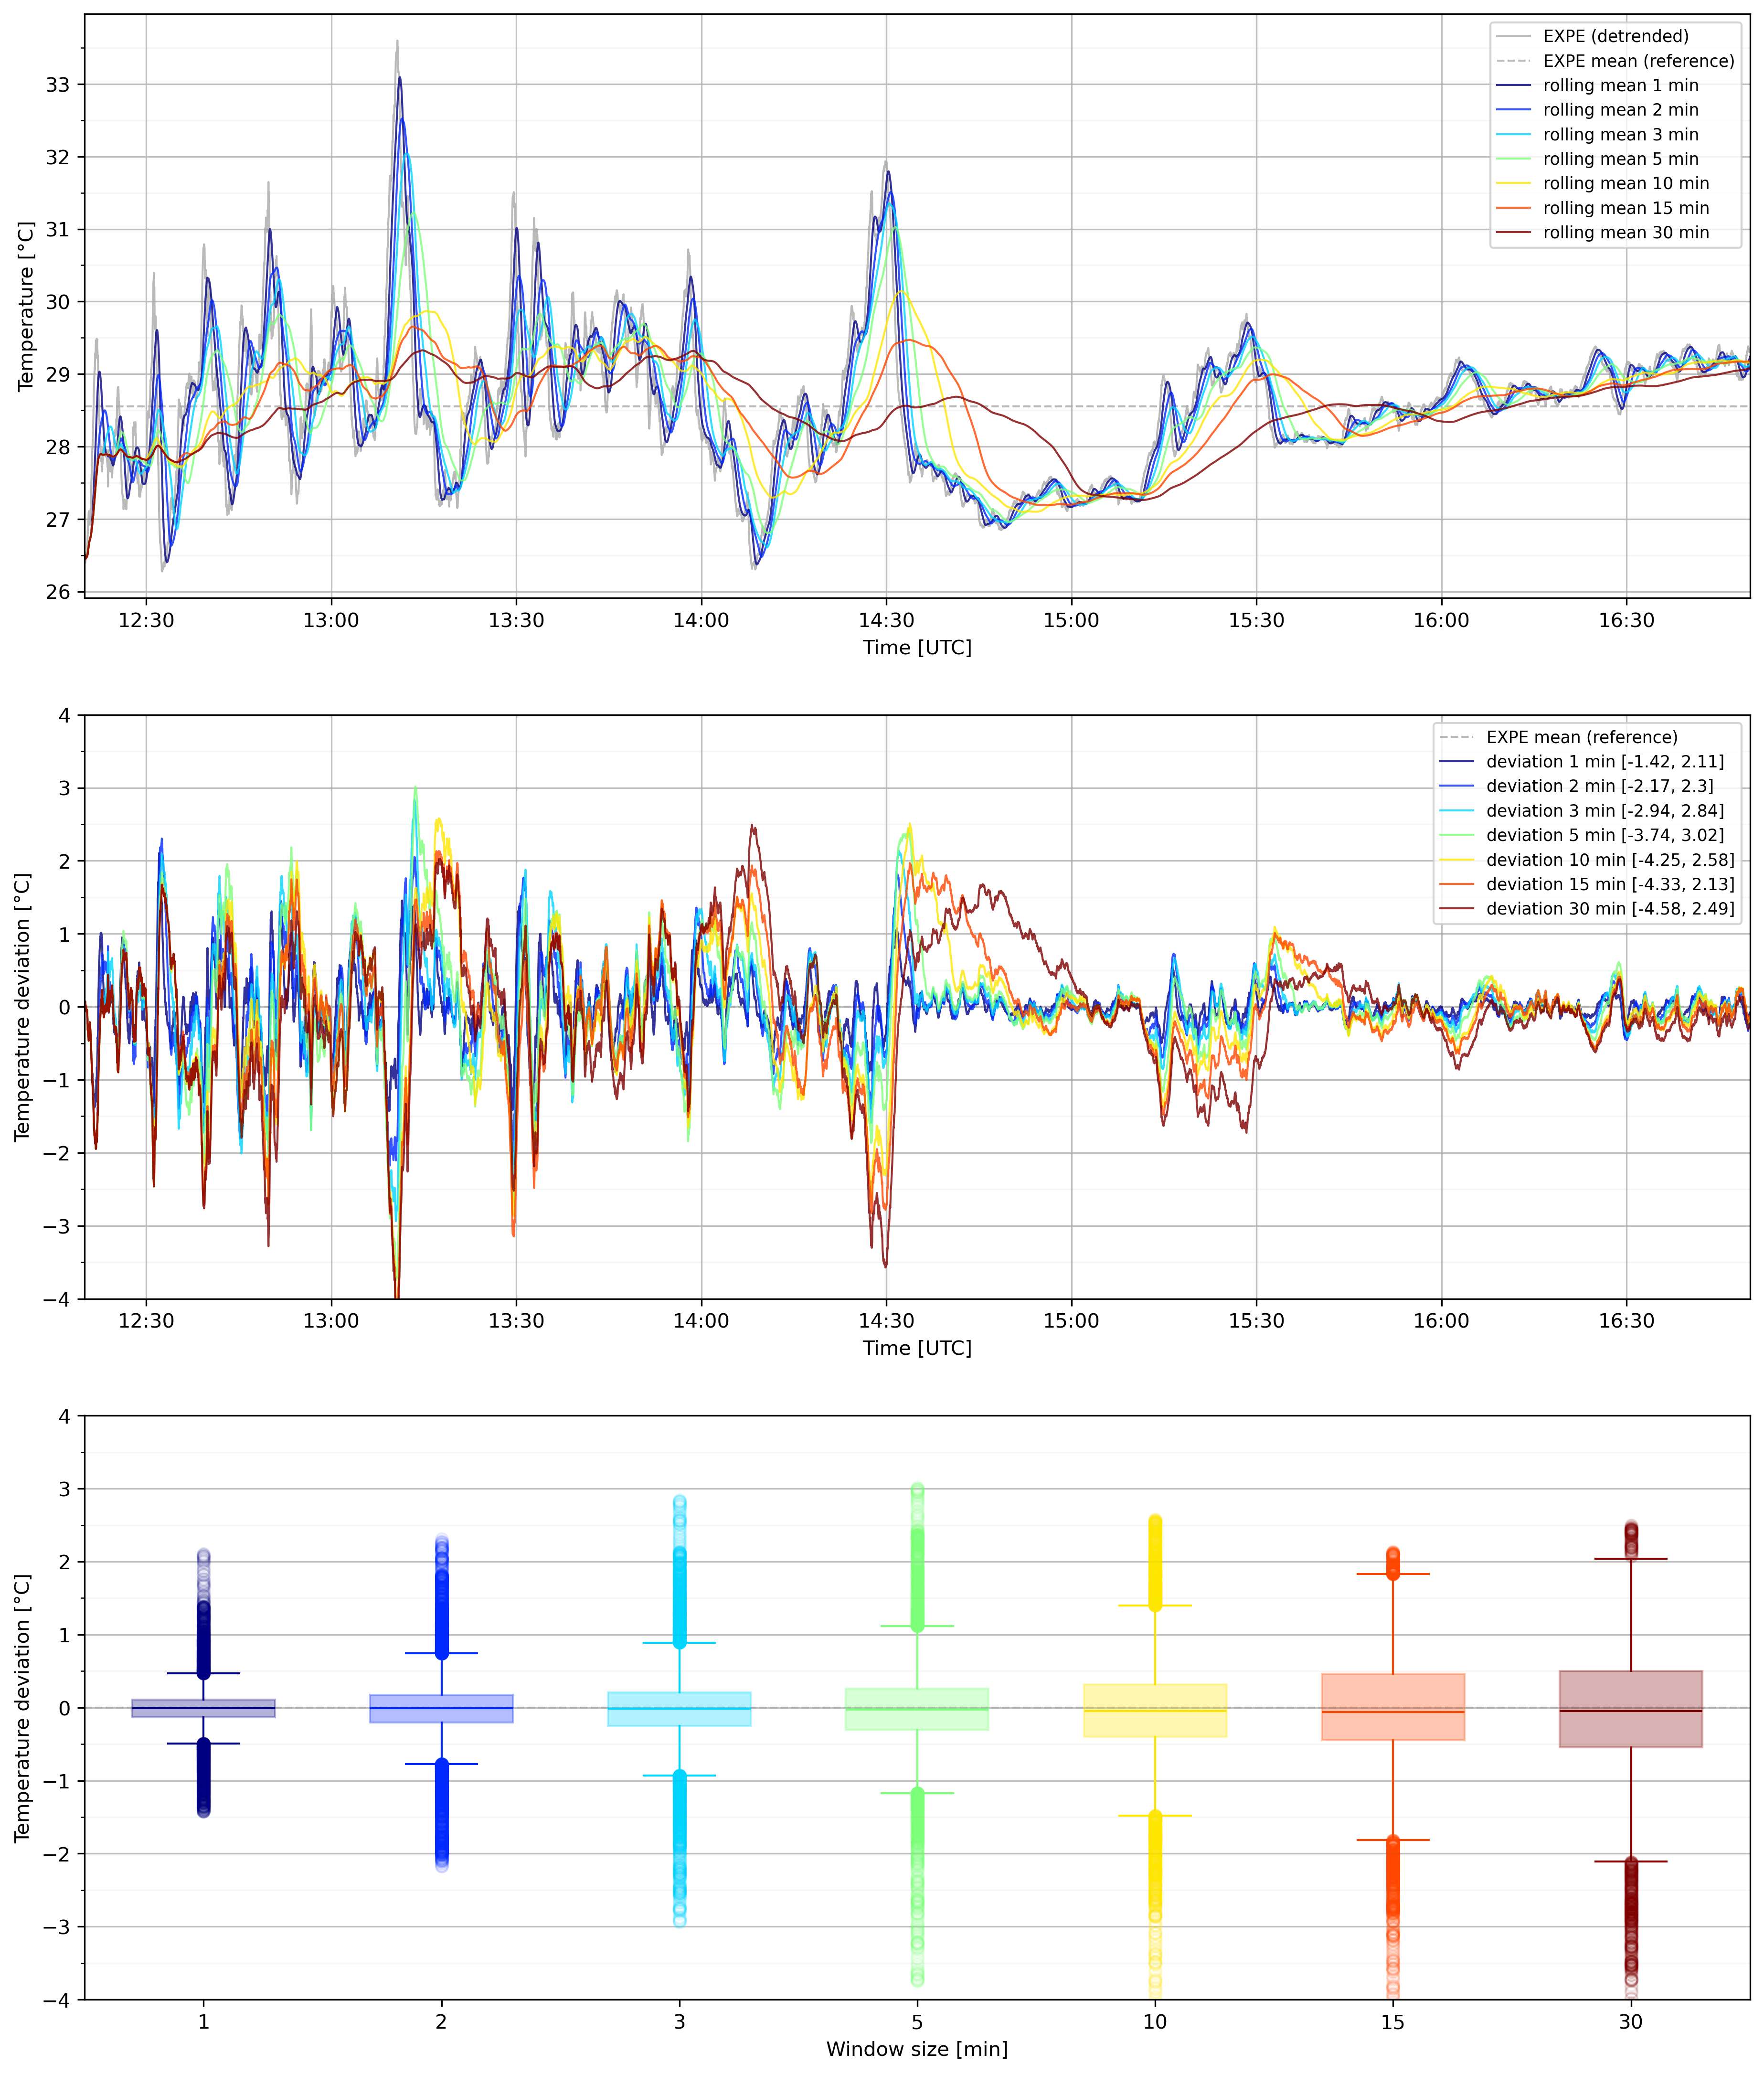 EXPE (detrended)
EXPE mean (reference)
rolling mean 1 min
rolling mean 2 min
rolling mean 3 min
rolling mean 5 min
rolling mean 10 min
rolling mean 15 min
rolling mean 30 min
Temperature [°C]
33
32
31
30
29
28
27
26
12:30 13:00 13:30 14:00 14:30 15:00 15:30 16:00 16:30
Time [UTC]
EXPE mean (reference)
deviation 1 min [-1.42, 2.11]
deviation 2 min [-2.17, 2.3]
deviation 3 min [-2.94, 2.84]
deviation 5 min [-3.74, 3.02]
deviation 10 min [-4.25, 2.58]
deviation 15 min [-4.33, 2.13]
deviation 30 min [-4.58, 2.49]
Temperature deviation [°C]
4
3
2
1
0
−1
−2
−3
−4
12:30 13:00 13:30 14:00 14:30 15:00 15:30 16:00 16:30
Time [UTC]
Temperature deviation [°C]
4
3
2
1
0
−1
−2
−3
−4
1 2 3 5 10 15 30
Window size [min]